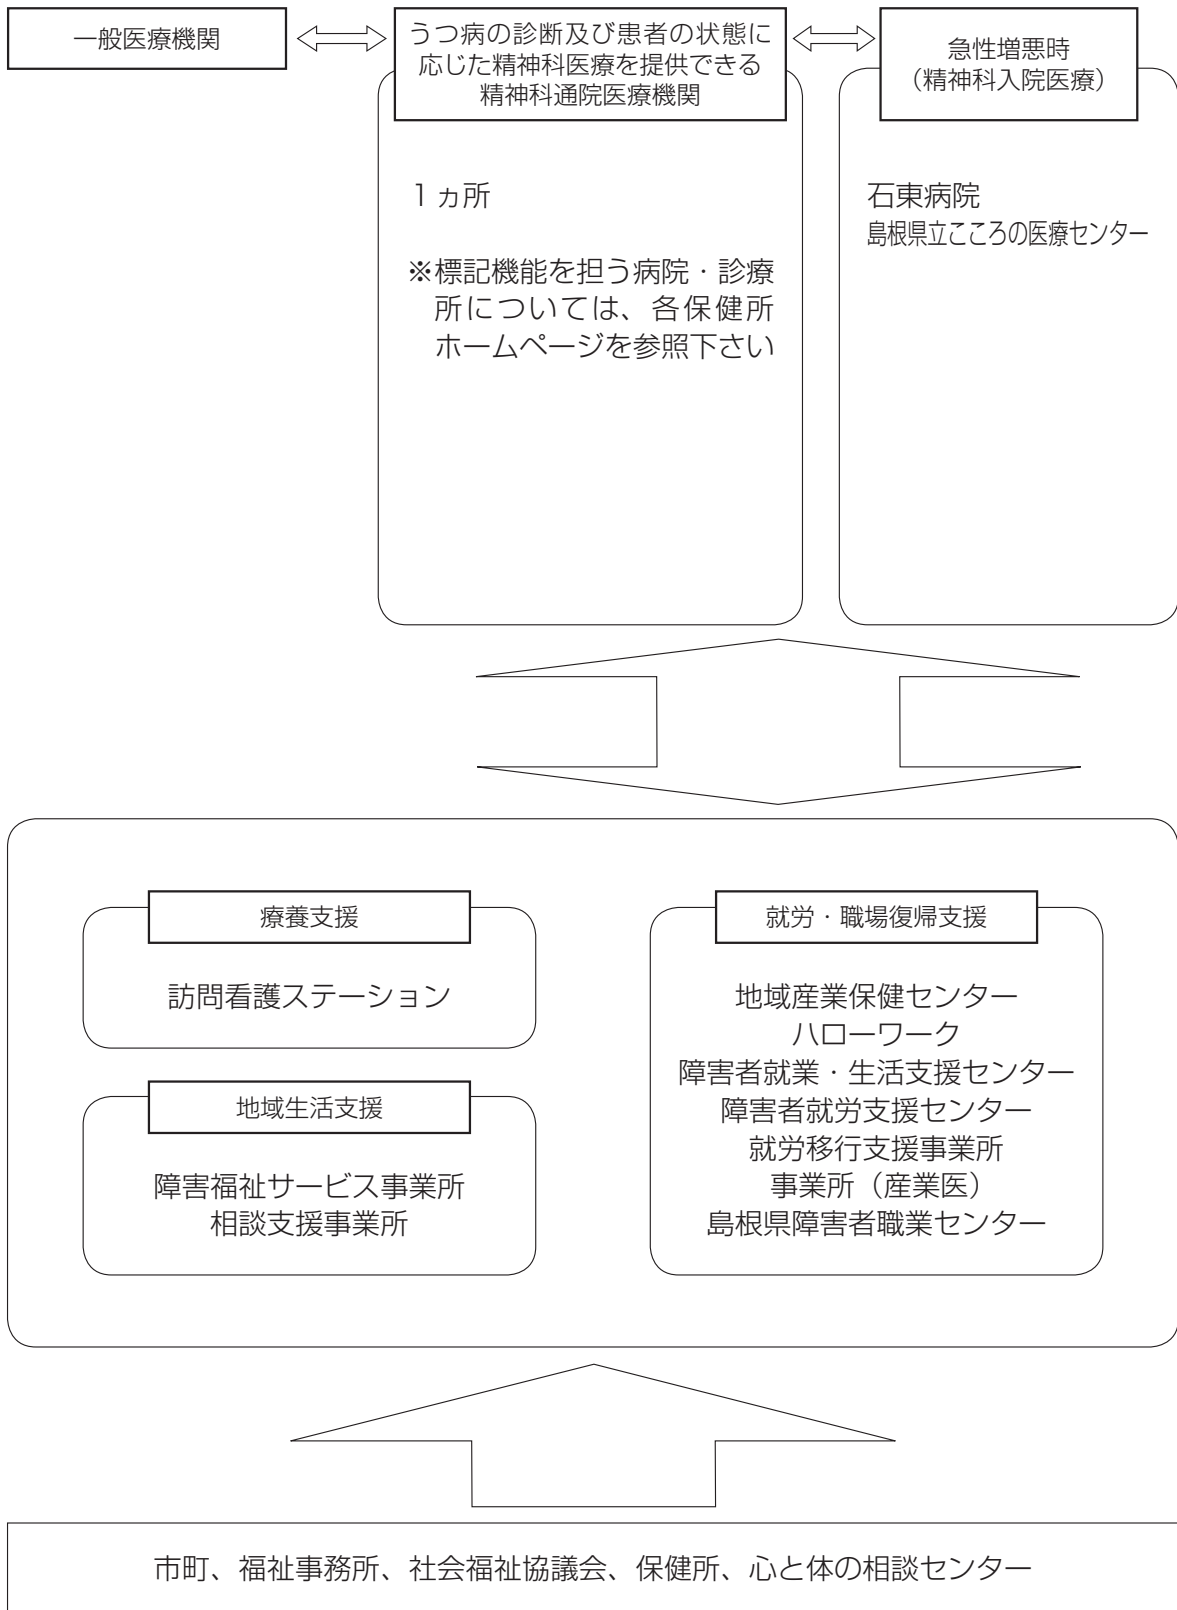 一般医療機関
うつ病の診断及び患者の状態に
応じた精神科医療を提供できる
精神科通院医療機関
急性増悪時
（精神科入院医療）
１ヵ所
※標記機能を担う病院・診療
所については、各保健所
ホームページを参照下さい
石東病院
島根県立こころの医療センター
療養支援
訪問看護ステーション
地域生活支援
障害福祉サービス事業所
相談支援事業所
就労・職場復帰支援
地域産業保健センター
ハローワーク
障害者就業・生活支援センター
障害者就労支援センター
就労移行支援事業所
事業所（産業医）
島根県障害者職業センター
市町、福祉事務所、社会福祉協議会、保健所、心と体の相談センター